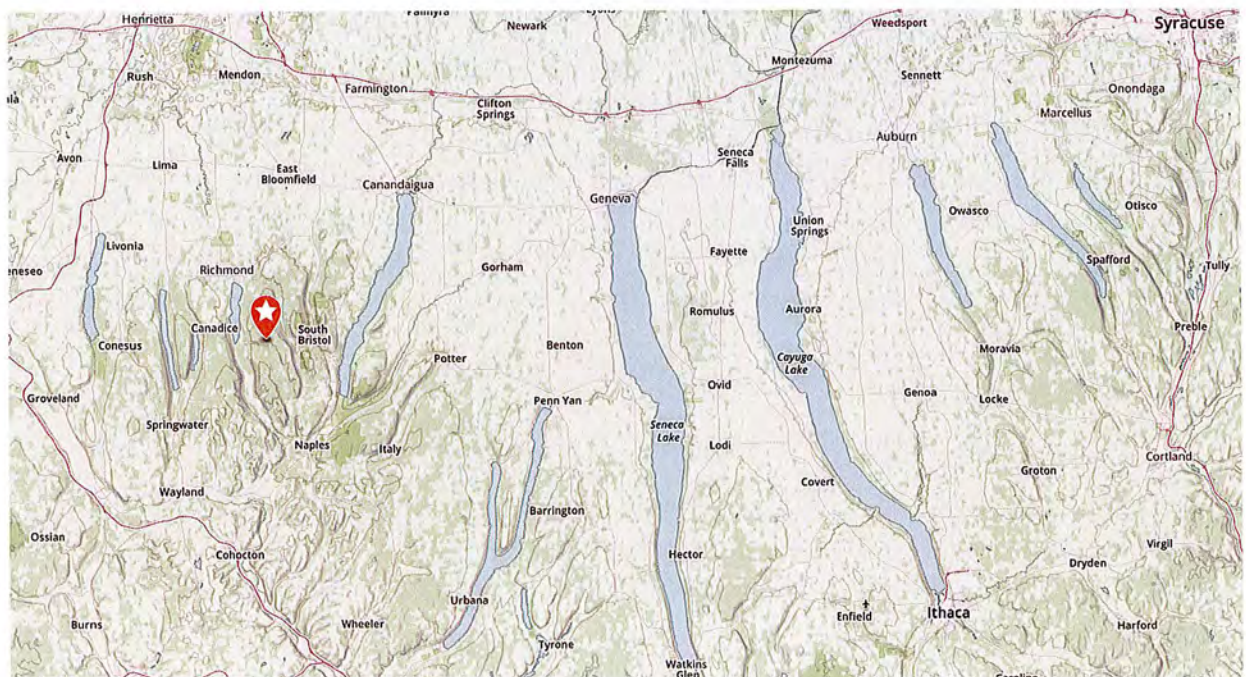 Henrietta
Newark
Weedsport
Syracuse
Rush
Mendon
Farmington
Clifton
Springs
Montezuma
Sennett
Onondaga
Marcellus
Avon
Lima
East
Bloomfield
Canandaigua
Geneva
Seneca
Falls
Auburn
Livonia
Richmond
Gorham
Fayette
Union
Springs
Owasco
Otisco
Spafford
Tully
eneseo
Canadice
South
Bristol
Conesus
Romulus
Aurora
Preble
Benton
Potter
Cayuga
Lake
Moravia
Groveland
Springwater
Penn Yan
Ovid
Genoa
Locke
Naples
Italy
Seneca
Lake
Lodi
Cortland
Wayland
Covert
Groton
Barrington
Ossian
Cohocton
Hector
Virgil
Dryden
Urbana
Burns
Wheeler
Tyrone
Enfield
Ithaca
Harford
Watkins
Glen